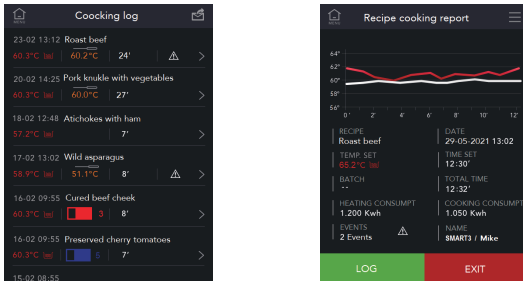 MENU
Coocking log
23-02 13:12 Roast beef
60.3°C 60.2°C 24'
20-02 14:25 Pork knukle with vegetables
60.3°C 60.0°C 27'
18-02 12:48 Atichokes with ham
57.2°C 7'
17-02 13:02 Wild asparagus
58.9°C 51.1°C 8'
16-02 09:55 Cured beef cheek
60.3°C 3 8'
16-02 09:55 Preserved cherry tomatoes
60.3°C 5 7'
15-02 08:55
MENU
Recipe cooking report
64°
62°
60°
58°
56°
0' 2' 4' 6' 8' 10' 12'
RECIPE
Roast beef
DATE
29-05-2021 13:02
TEMP. SET
65.2°C
TIME SET
12:30'
BATCH
--
TOTAL TIME
12:32'
HEATING CONSUMPT
1.200 Kwh
COOKING CONSUMPT
1.050 Kwh
EVENTS
2 Events
NAME
SMART3 / Mike
LOG
EXIT